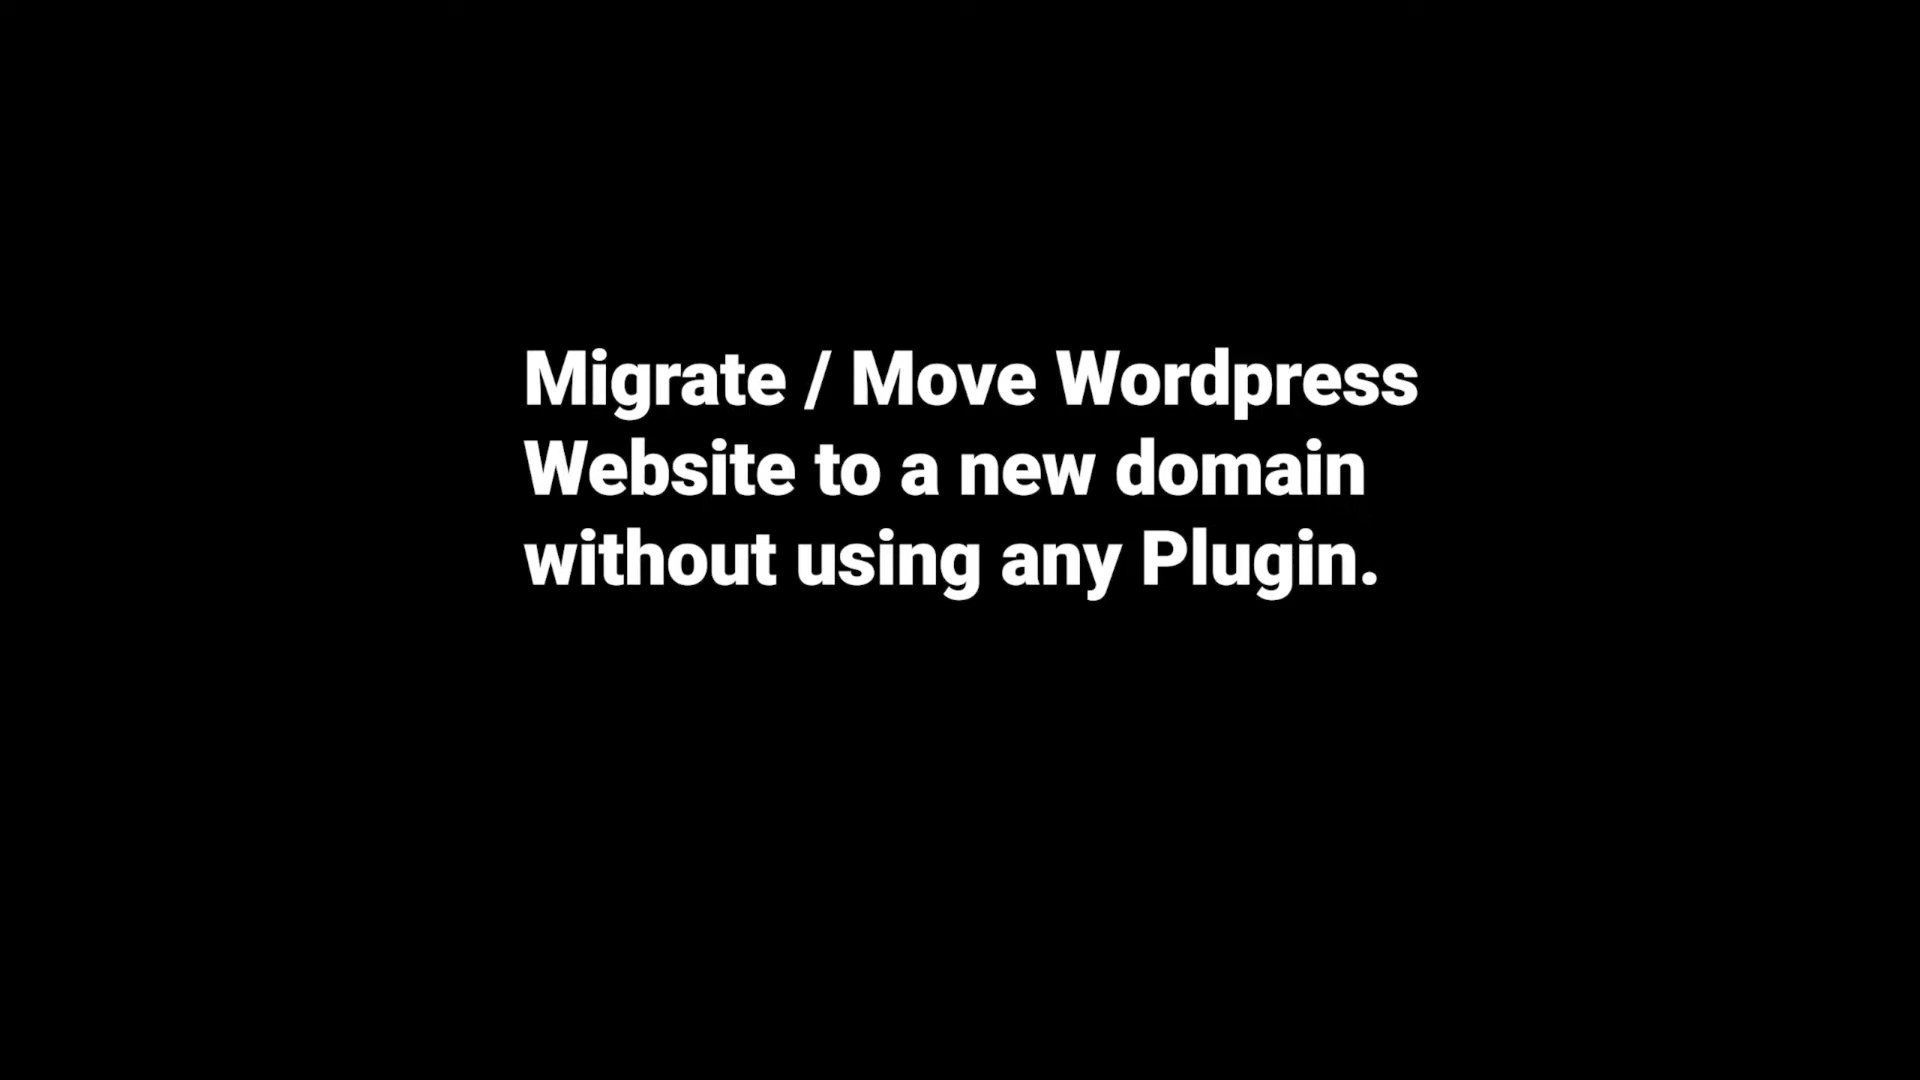 Migrate / Move Wordpress
Website to a new domain
without using any Plugin.